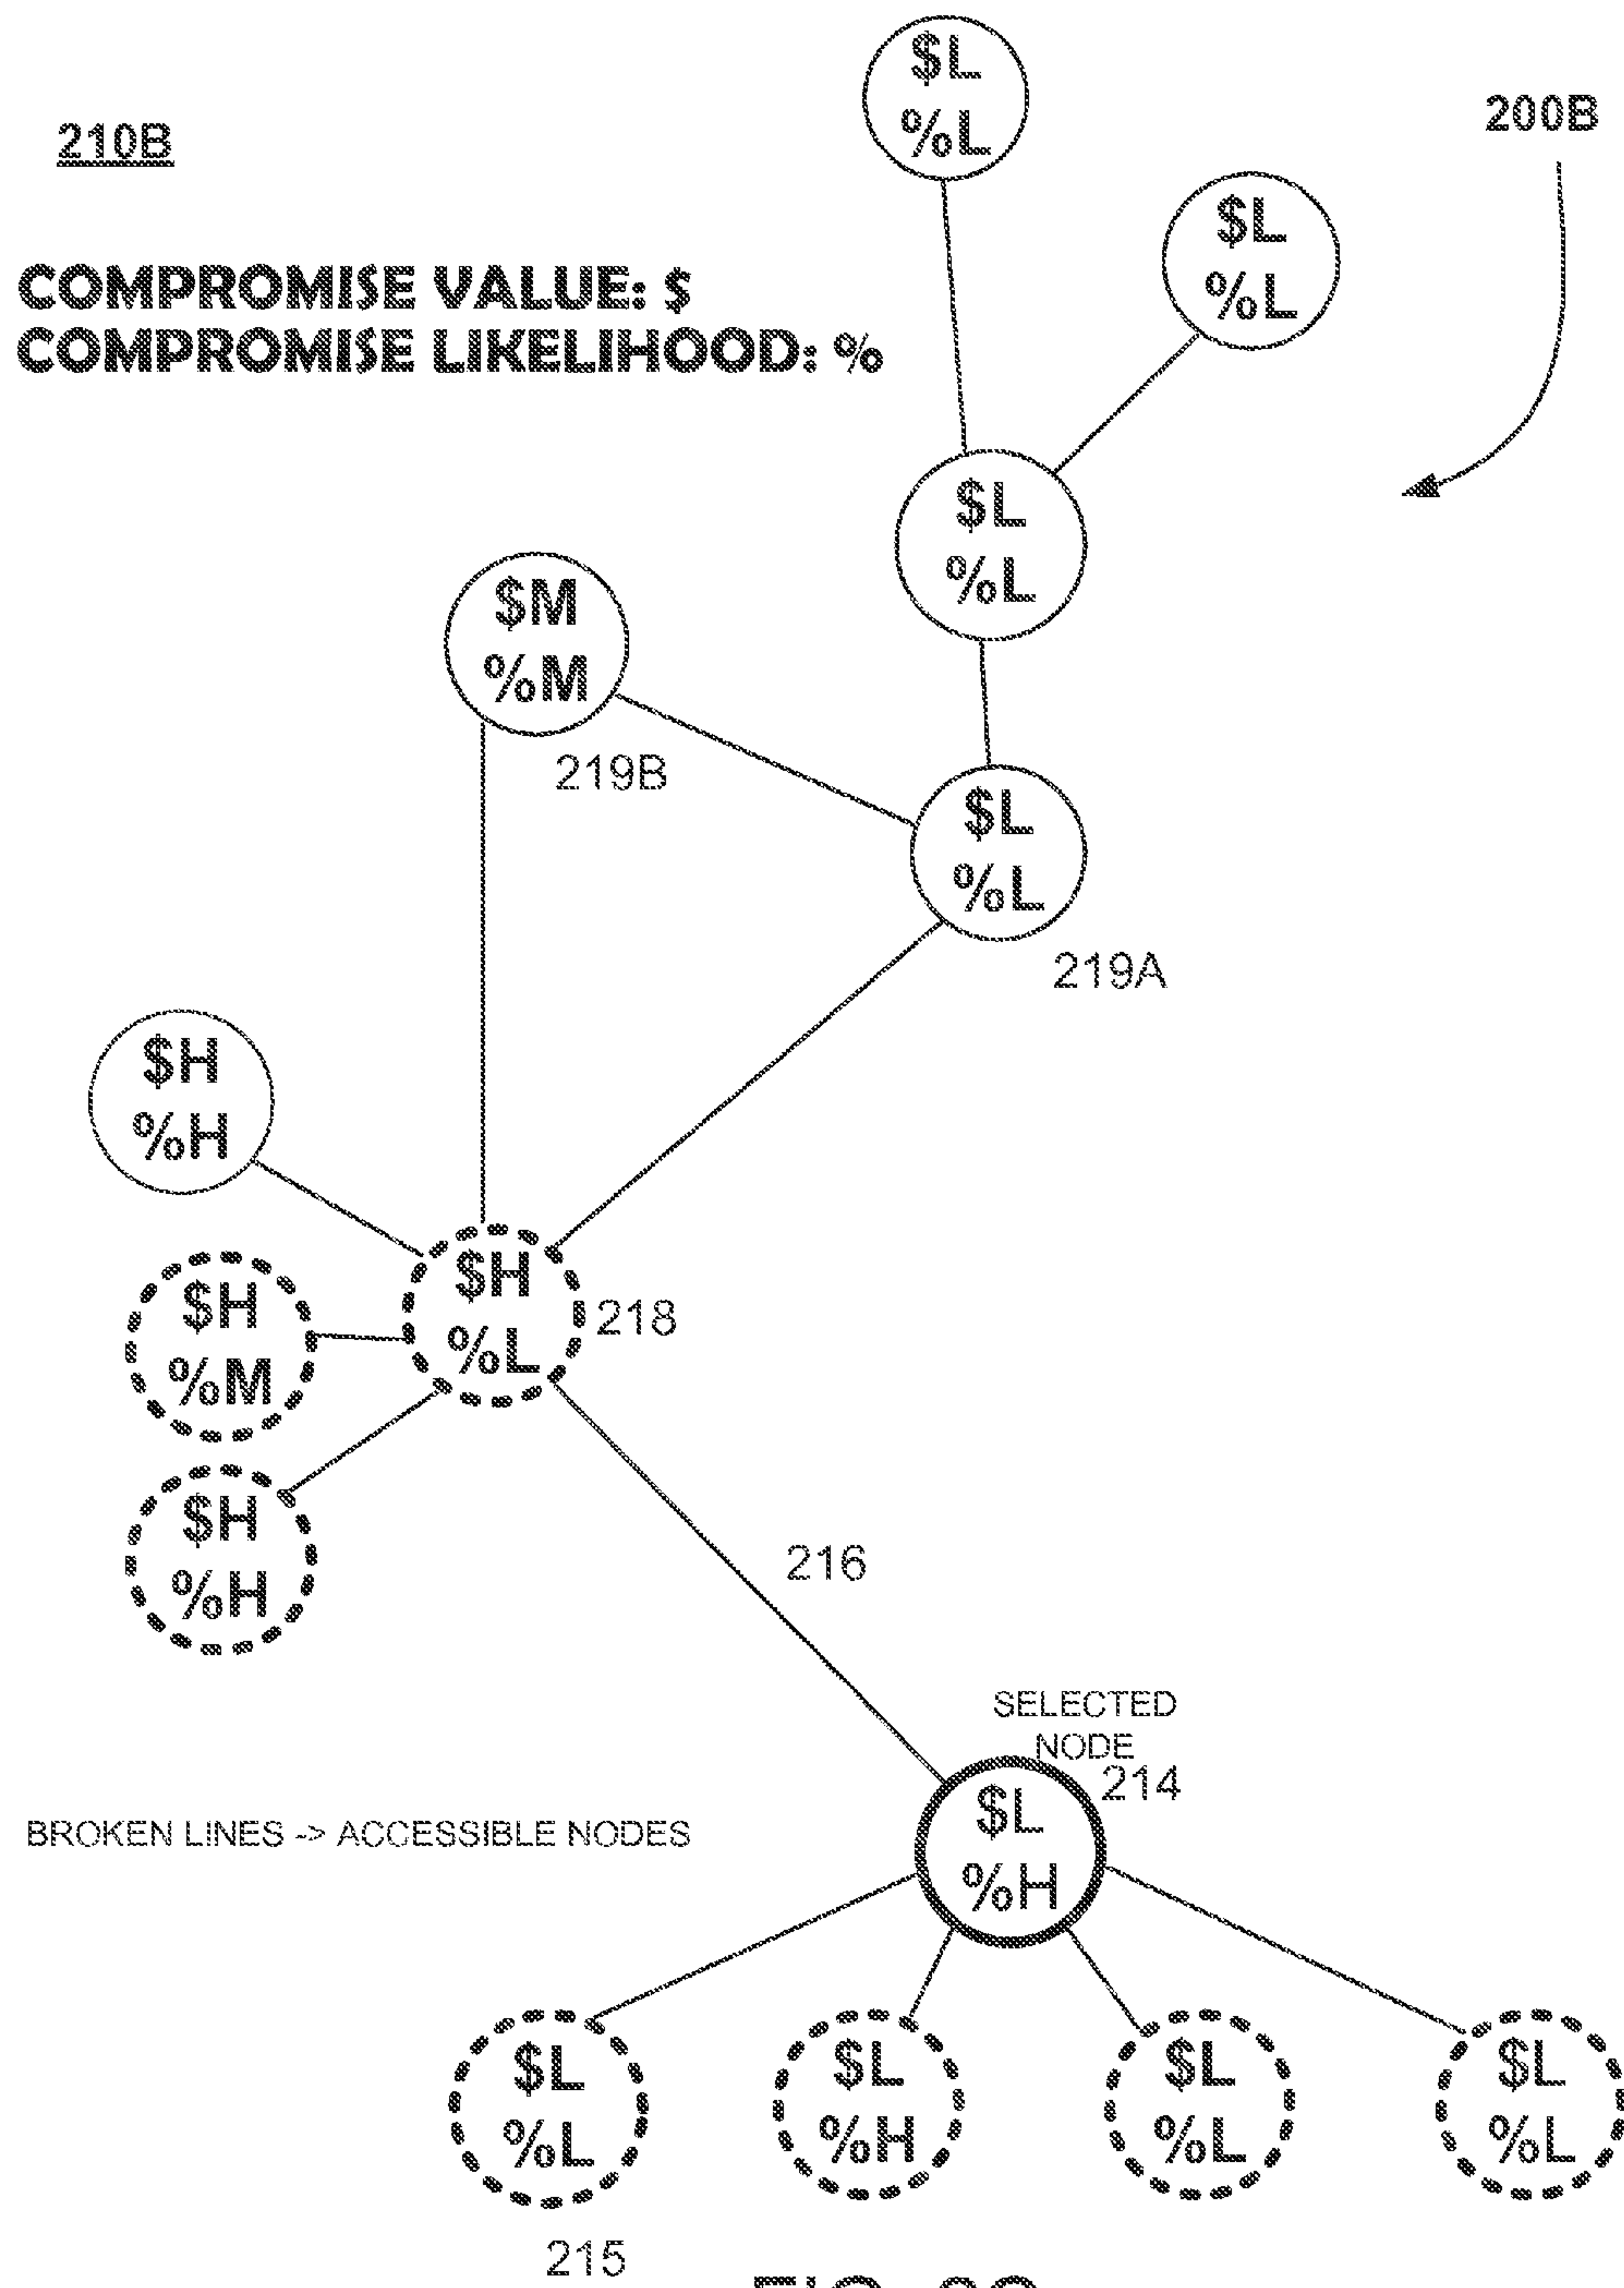 $L
%L
200B
210B
$L
%L
COMPROMISE VALUE: $
COMPROMISE LIKELIHOOD: %
$L
%L
$M
%M
219B
$L
%L
219A
$H
%H
$H
%L
218
$H
%M
$H
%H
216
SELECTED
NODE
214
$L
%H
BROKEN LINES -> ACCESSIBLE NODES
$L
%L
$L
%H
$L
%L
$L
%L
215